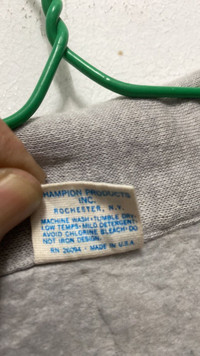 HAMPION PRODUCTS
INC.
ROCHESTER, N.Y.
MACHINE WASH•TUMBLE DRY
LOW TEMPS•MILD DETERGENT
AVOID CHLORINE BLEACH•DO
NOT IRON DESIGN.
RN 26094 • MADE IN U.S.A.